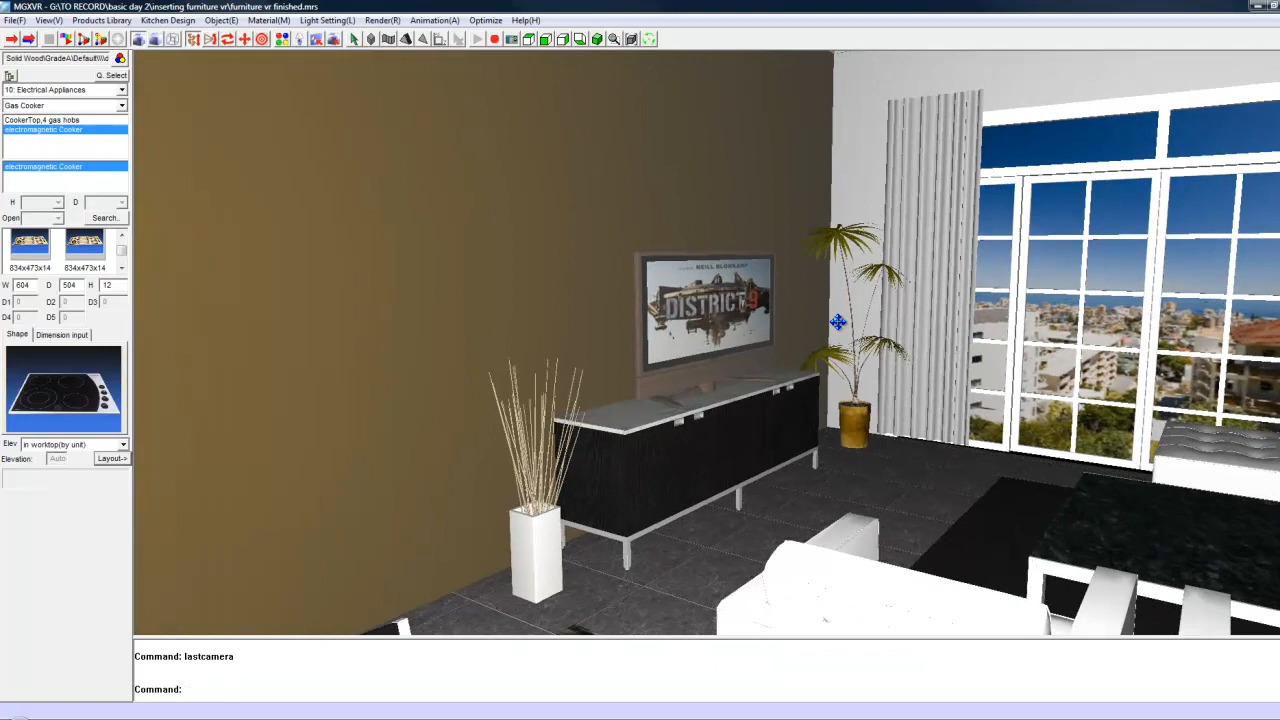 MGXVR - G:\TO RECORD\basic day 2\inserting furniture vr\furniture vr finished.mrs
File(F) View(V) Products Library Kitchen Design Object(E) Material(M) Light Setting(L) Render(R) Animation(A) Optimize Help(H)
Solid Wood\GradeA\Default\\\d
Q. Select
10: Electrical Appliances
Gas Cooker
CookerTop,4 gas hobs
electromagnetic Cooker
electromagnetic Cooker
H D
Open Search..
834x473x14 834x473x14
W 604 D 504 H 12
D1 0 D2 0 D3 0
D4 0 D5 0
Shape Dimension input
Elev in worktop(by unit)
Elevation: Auto Layout->
NEILL BLOMKAMP
DISTRICT 9
Command: lastcamera
Command: